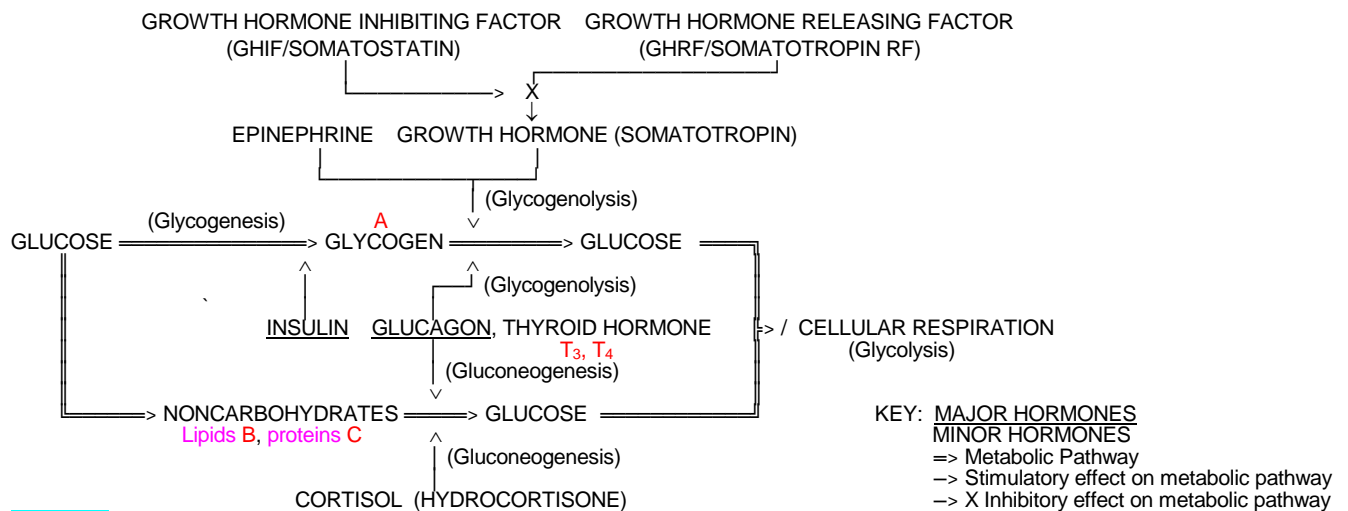 GROWTH HORMONE INHIBITING FACTOR GROWTH HORMONE RELEASING FACTOR
(GHIF/SOMATOSTATIN) (GHRF/SOMATOTROPIN RF)
X
EPINEPHRINE GROWTH HORMONE (SOMATOTROPIN)
(Glycogenolysis)
(Glycogenesis) A
GLUCOSE GLYCOGEN GLUCOSE
(Glycogenolysis)
INSULIN GLUCAGON, THYROID HORMONE / CELLULAR RESPIRATION
T3, T4 (Glycolysis)
(Gluconeogenesis)
NONCARBOHYDRATES GLUCOSE KEY: MAJOR HORMONES
Lipids B, proteins C MINOR HORMONES
(Gluconeogenesis) => Metabolic Pathway
–> Stimulatory effect on metabolic pathway
CORTISOL (HYDROCORTISONE) –> X Inhibitory effect on metabolic pathway